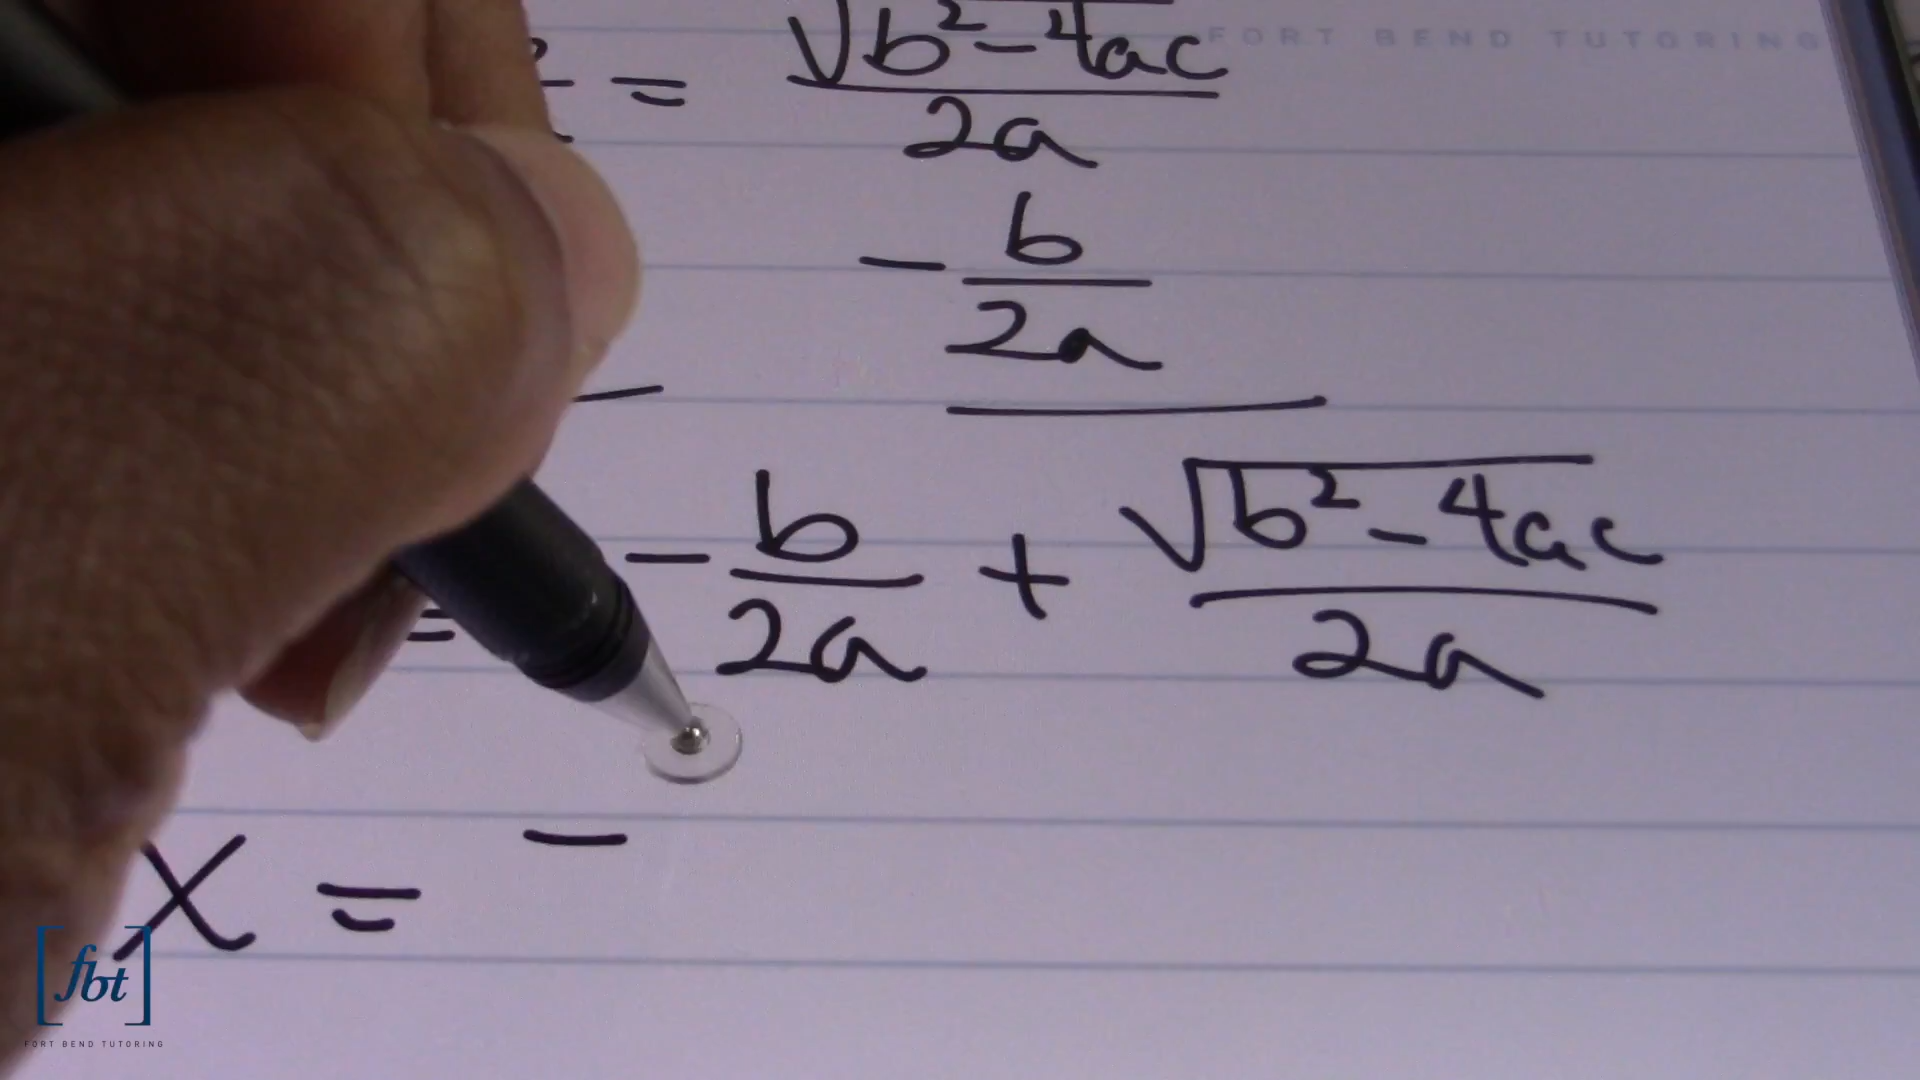 FORT BEND TUTORING
= √b²-4ac / 2a
- b / 2a
= - b / 2a + √b²-4ac / 2a
x = -
[fbt]
FORT BEND TUTORING